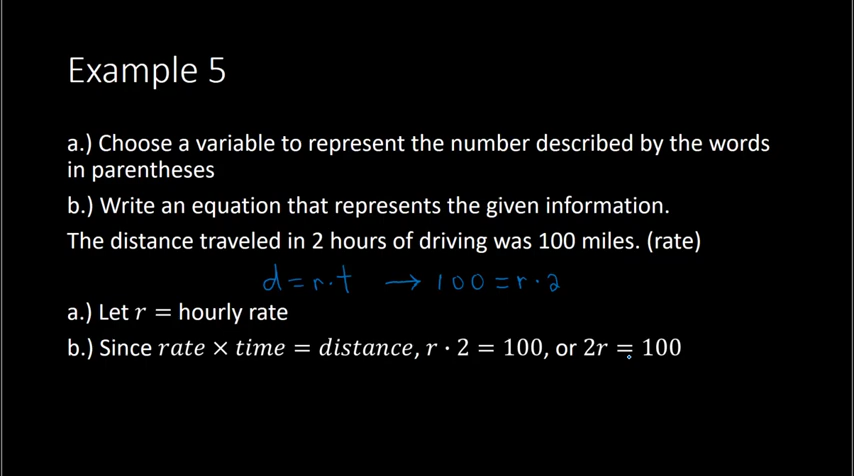 Example 5
a.) Choose a variable to represent the number described by the words
in parentheses
b.) Write an equation that represents the given information.
The distance traveled in 2 hours of driving was 100 miles. (rate)
d = r · t → 100 = r · 2
a.) Let r = hourly rate
b.) Since rate × time = distance, r · 2 = 100, or 2r = 100